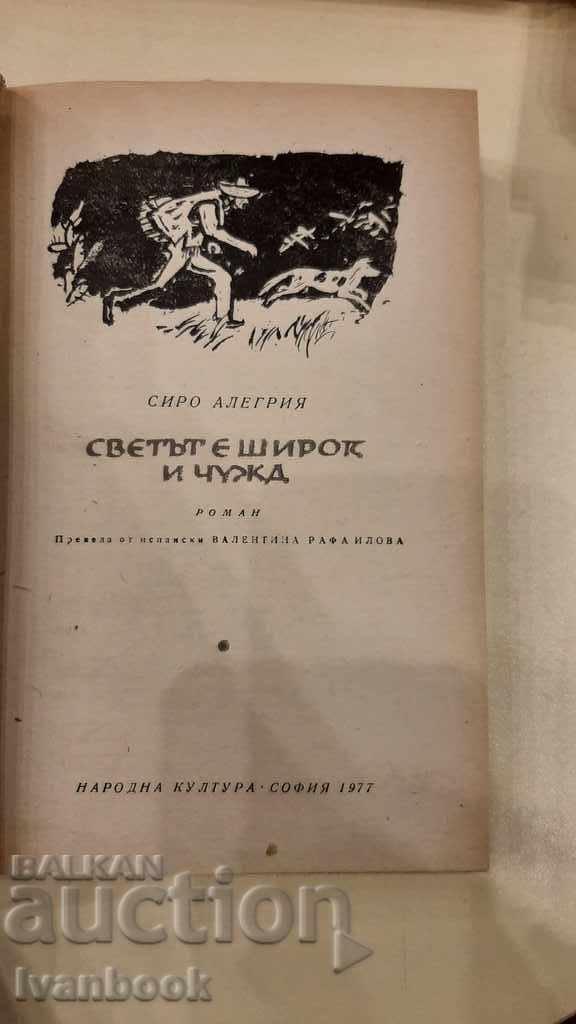 СИРО АЛЕГРИЯ
СВЕТЪТ Е ШИРОК
И ЧУЖД
РОМАН
Превела от испански ВАЛЕНТИНА РАФАИЛОВА
НАРОДНА КУЛТУРА · СОФИЯ 1977
BALKAN
auction
Ivanbook